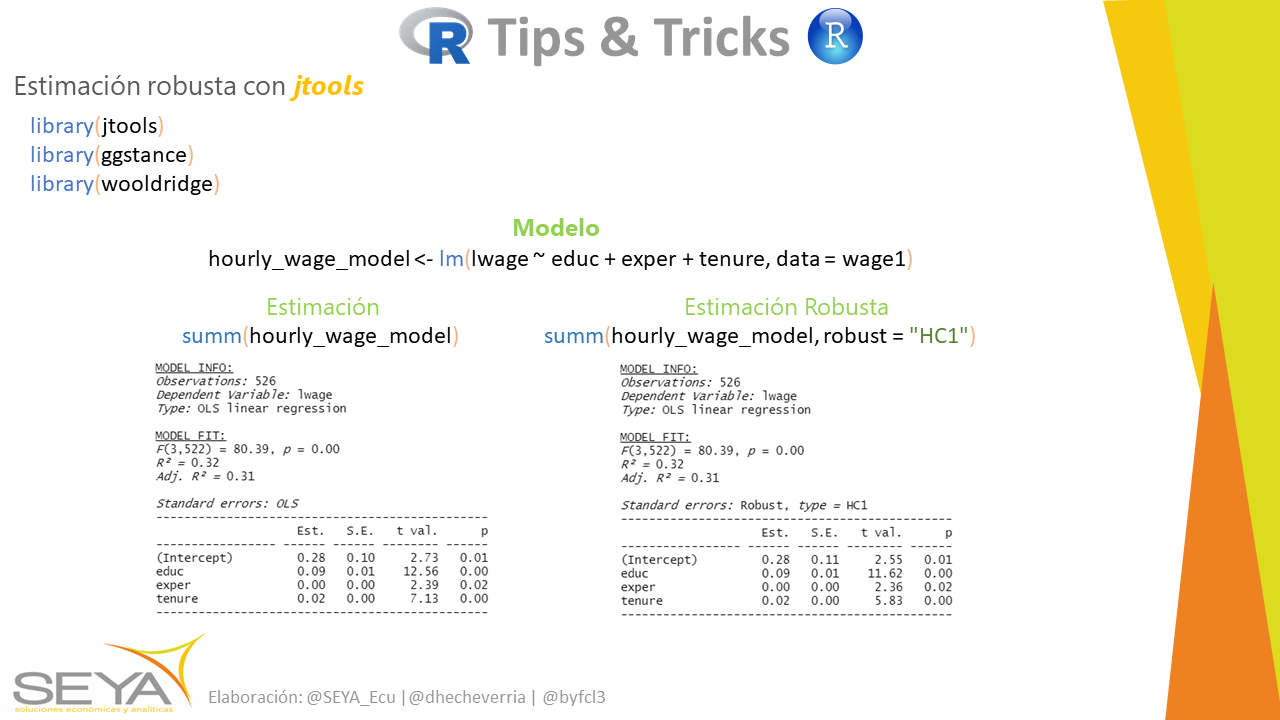 R Tips & Tricks R
Estimación robusta con jtools
library(jtools)
library(ggstance)
library(wooldridge)
Modelo
hourly_wage_model <- lm(lwage ~ educ + exper + tenure, data = wage1)
Estimación
summ(hourly_wage_model)
MODEL INFO:
Observations: 526
Dependent Variable: lwage
Type: OLS linear regression
MODEL FIT:
F(3,522) = 80.39, p = 0.00
R² = 0.32
Adj. R² = 0.31
Standard errors: OLS
------------------------------------------------
Est. S.E. t val. p
----------------- ------ ------ -------- ------
(Intercept) 0.28 0.10 2.73 0.01
educ 0.09 0.01 12.56 0.00
exper 0.00 0.00 2.39 0.02
tenure 0.02 0.00 7.13 0.00
------------------------------------------------
Estimación Robusta
summ(hourly_wage_model, robust = "HC1")
MODEL INFO:
Observations: 526
Dependent Variable: lwage
Type: OLS linear regression
MODEL FIT:
F(3,522) = 80.39, p = 0.00
R² = 0.32
Adj. R² = 0.31
Standard errors: Robust, type = HC1
------------------------------------------------
Est. S.E. t val. p
----------------- ------ ------ -------- ------
(Intercept) 0.28 0.11 2.55 0.01
educ 0.09 0.01 11.62 0.00
exper 0.00 0.00 2.36 0.02
tenure 0.02 0.00 5.83 0.00
------------------------------------------------
SEYA
soluciones económicas y analíticas
Elaboración: @SEYA_Ecu |@dhecheverria | @byfcl3